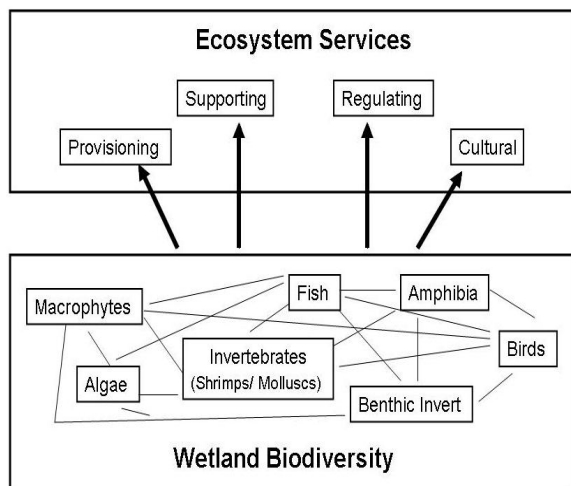 Ecosystem Services
Supporting
Regulating
Provisioning
Cultural
Fish
Amphibia
Macrophytes
Invertebrates
(Shrimps/ Molluscs)
Birds
Algae
Benthic Invert
Wetland Biodiversity